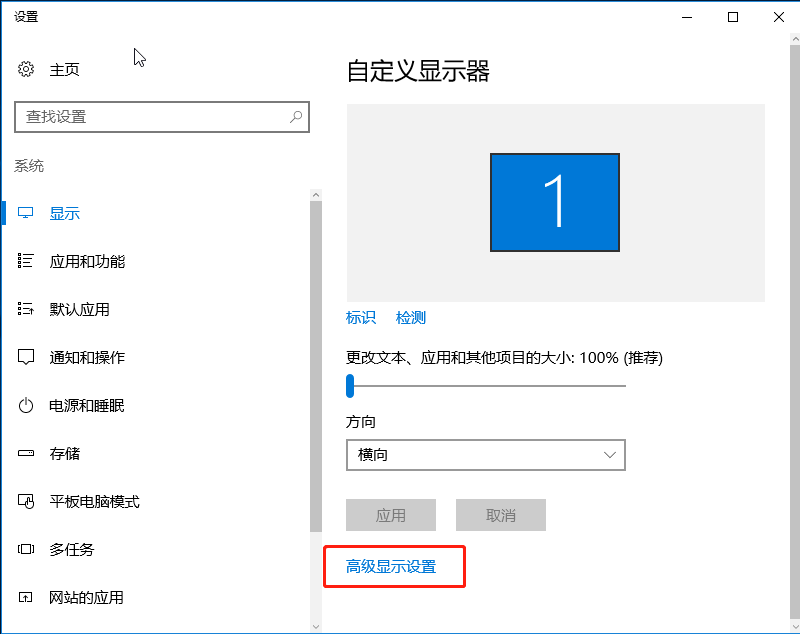 设置
主页
查找设置
系统
显示
应用和功能
默认应用
通知和操作
电源和睡眠
存储
平板电脑模式
多任务
网站的应用
自定义显示器
1
标识 检测
更改文本、应用和其他项目的大小: 100% (推荐)
方向
横向
应用 取消
高级显示设置